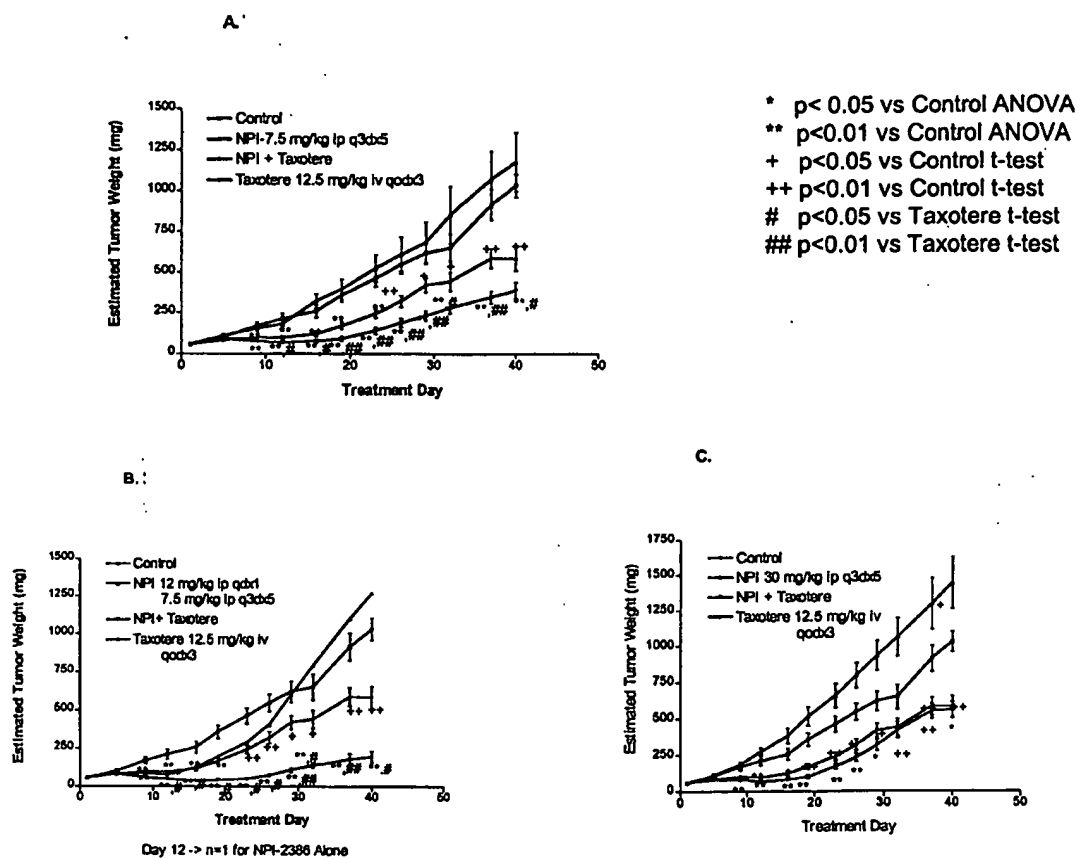 A.
1500
1250
1000
750
500
250
0
0 10 20 30 40 50
Estimated Tumor Weight (mg)
Treatment Day
Control
NPI-7.5 mg/kg ip q3dx5
NPI + Taxotere
Taxotere 12.5 mg/kg iv qodx3
* p< 0.05 vs Control ANOVA
** p<0.01 vs Control ANOVA
+ p<0.05 vs Control t-test
++ p<0.01 vs Control t-test
# p<0.05 vs Taxotere t-test
## p<0.01 vs Taxotere t-test
B.
1500
1250
1000
750
500
250
0
0 10 20 30 40 50
Estimated Tumor Weight (mg)
Treatment Day
Control
NPI 12 mg/kg ip qdx1
7.5 mg/kg ip q3dx5
NPI+ Taxotere
Taxotere 12.5 mg/kg iv
qodx3
Day 12 -> n=1 for NPI-2386 Alone
C.
1750
1500
1250
1000
750
500
250
0
0 10 20 30 40 50
Estimated Tumor Weight (mg)
Treatment Day
Control
NPI 30 mg/kg ip q3dx5
NPI + Taxotere
Taxotere 12.5 mg/kg iv
qodx3